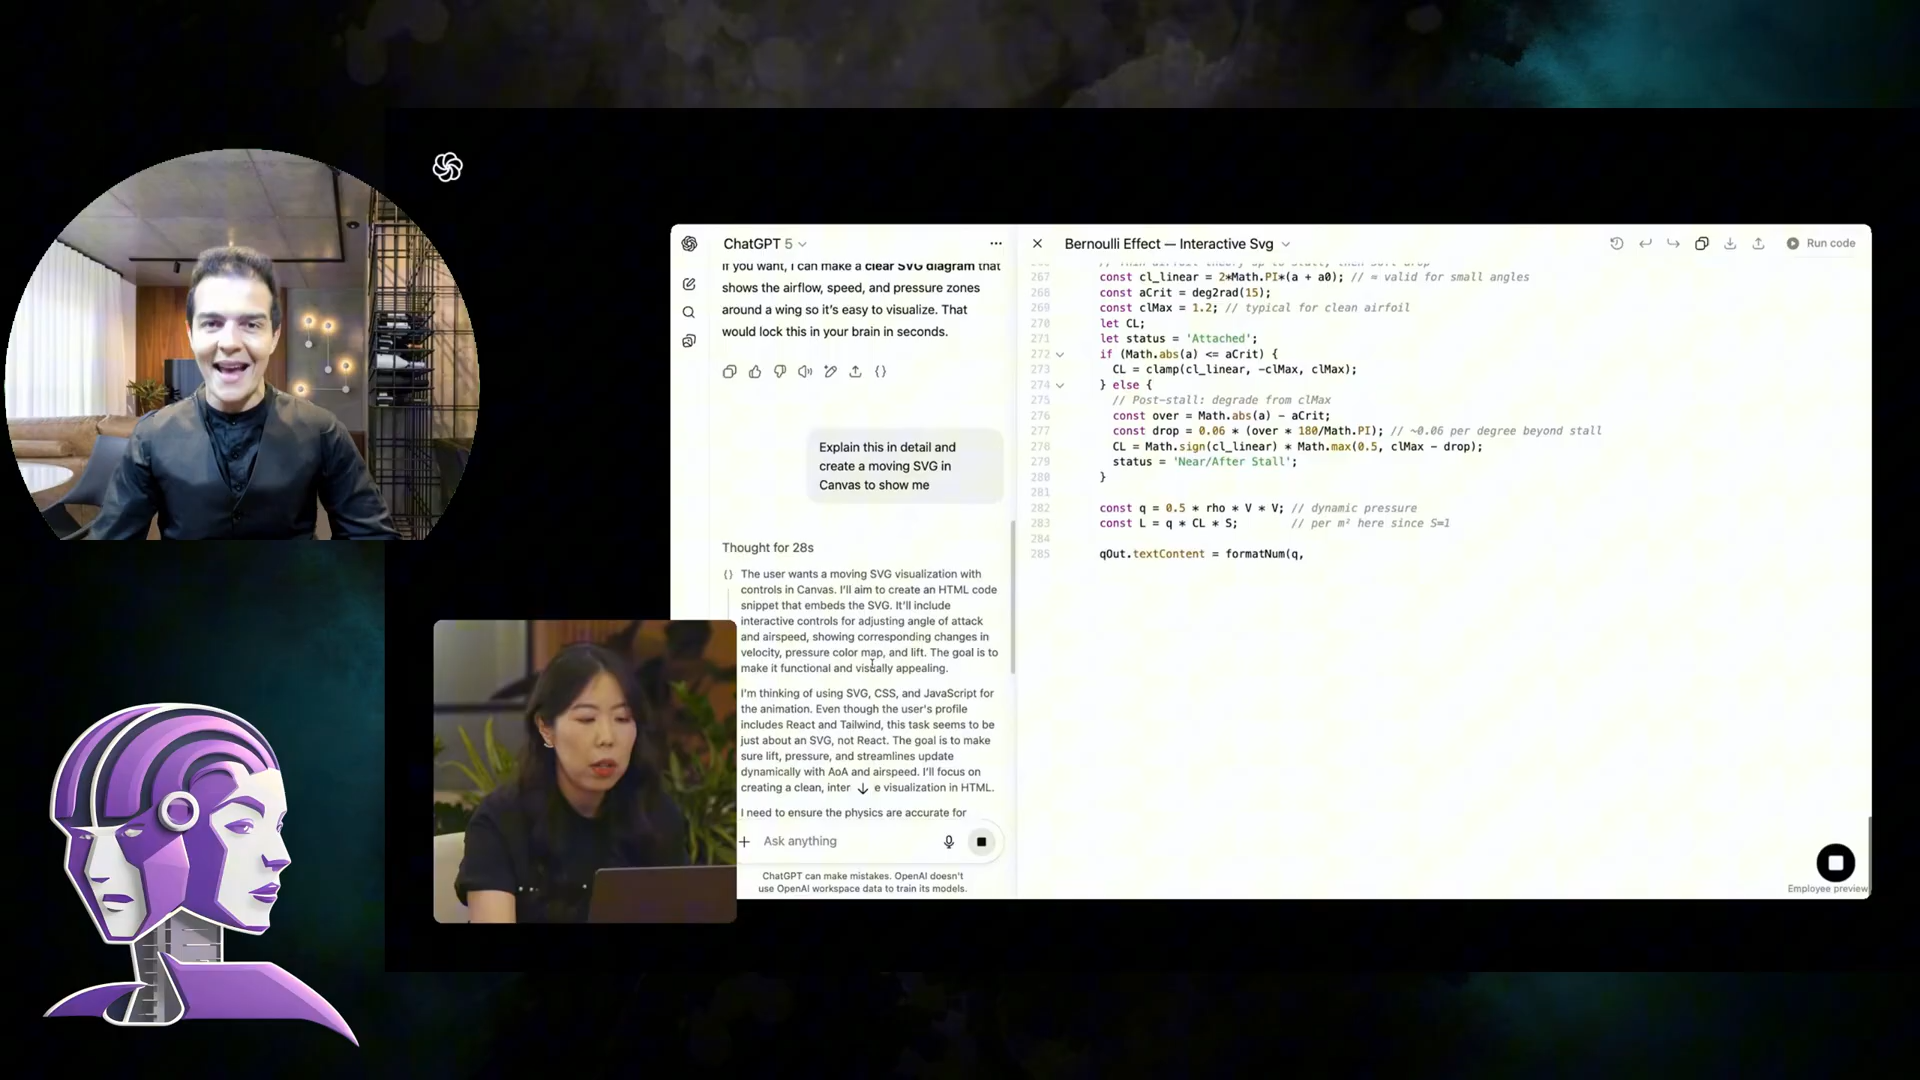 ChatGPT 5
If you want, I can make a clear SVG diagram that
shows the airflow, speed, and pressure zones
around a wing so it's easy to visualize. That
would lock this in your brain in seconds.
Explain this in detail and
create a moving SVG in
Canvas to show me
Thought for 28s
The user wants a moving SVG visualization with
controls in Canvas. I'll aim to create an HTML code
snippet that embeds the SVG. It'll include
interactive controls for adjusting angle of attack
and airspeed, showing corresponding changes in
velocity, pressure color map, and lift. The goal is to
make it functional and visually appealing.
I'm thinking of using SVG, CSS, and JavaScript for
the animation. Even though the user's profile
includes React and Tailwind, this task seems to be
just about an SVG, not React. The goal is to make
sure lift, pressure, and streamlines update
dynamically with AoA and airspeed. I'll focus on
creating a clean, inter e visualization in HTML.
I need to ensure the physics are accurate for
Ask anything
ChatGPT can make mistakes. OpenAI doesn't
use OpenAI workspace data to train its models.
Bernoulli Effect — Interactive Svg
Run code
// Thin airfoil theory up to stall, then soft drop
267 const cl_linear = 2*Math.PI*(a + a0); // ≈ valid for small angles
268 const aCrit = deg2rad(15);
269 const clMax = 1.2; // typical for clean airfoil
270 let CL;
271 let status = 'Attached';
272 if (Math.abs(a) <= aCrit) {
273 CL = clamp(cl_linear, -clMax, clMax);
274 } else {
275 // Post-stall: degrade from clMax
276 const over = Math.abs(a) - aCrit;
277 const drop = 0.06 * (over * 180/Math.PI); // ~0.06 per degree beyond stall
278 CL = Math.sign(cl_linear) * Math.max(0.5, clMax - drop);
279 status = 'Near/After Stall';
280 }
281
282 const q = 0.5 * rho * V * V; // dynamic pressure
283 const L = q * CL * S; // per m² here since S=1
284
285 qOut.textContent = formatNum(q,
Employee preview